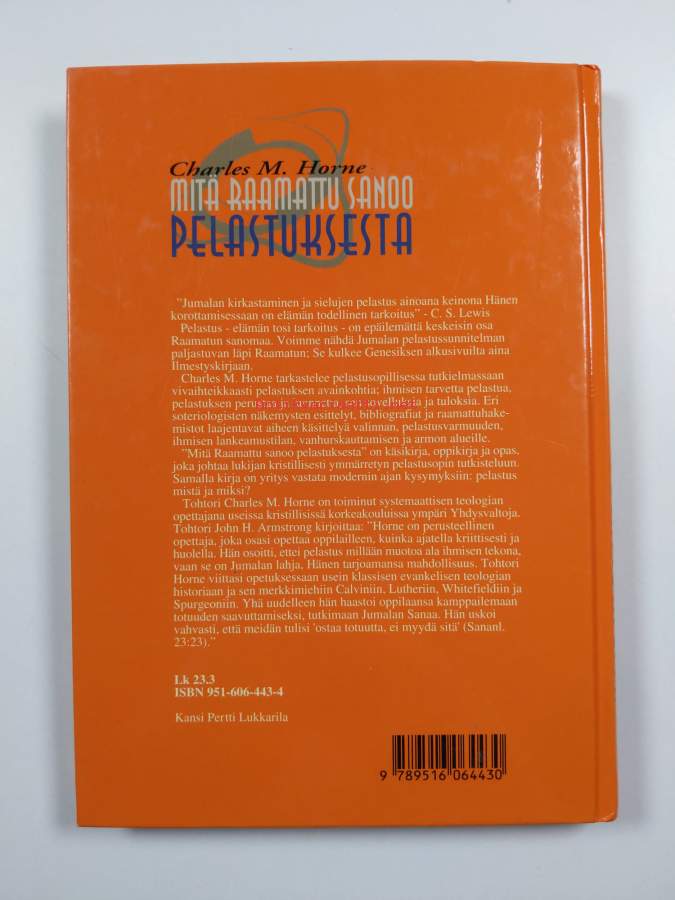 Charles M. Horne
MITÄ RAAMATTU SANOO
PELASTUKSESTA
"Jumalan kirkastaminen ja sielujen pelastus ainoana keinona Hänen
korottamisessaan on elämän todellinen tarkoitus" - C. S. Lewis
Pelastus - elämän tosi tarkoitus - on epäilemättä keskeisin osa
Raamatun sanomaa. Voimme nähdä Jumalan pelastussunnitelman
paljastuvan läpi Raamatun; Se kulkee Genesiksen alkusivuilta aina
Ilmestyskirjaan.
Charles M. Horne tarkastelee pelastusopillisessa tutkielmassaan
vivaihteikkaasti pelastuksen avainkohtia; ihmisen tarvetta pelastua,
pelastuksen perustaa ja luonnetta, sen sovelluksia ja tuloksia. Eri
soteriologisten näkemysten esittelyt, bibliografiat ja raamattuhake-
mistot laajentavat aiheen käsittelyä valinnan, pelastusvarmuuden,
ihmisen lankeamustilan, vanhurskauttamisen ja armon alueille.
"Mitä Raamattu sanoo pelastuksesta" on käsikirja, oppikirja ja opas,
joka johtaa lukijan kristillisesti ymmärretyn pelastusopin tutkisteluun.
Samalla kirja on yritys vastata modernin ajan kysymyksiin: pelastus
mistä ja miksi?
Tohtori Charles M. Horne on toiminut systemaattisen teologian
opettajana useissa kristillisissä korkeakouluissa ympäri Yhdysvaltoja.
Tohtori John H. Armstrong kirjoittaa: "Horne on perusteellinen
opettaja, joka osasi opettaa oppilailleen, kuinka ajatella kriittisesti ja
huolella. Hän osoitti, ettei pelastus millään muotoa ala ihmisen tekona,
vaan se on Jumalan lahja, Hänen tarjoamansa mahdollisuus. Tohtori
Horne viittasi opetuksessaan usein klassisen evankelisen teologian
historiaan ja sen merkkimiehiin Calviniin, Lutheriin, Whitefieldiin ja
Spurgeoniin. Yhä uudelleen hän haastoi oppilaansa kamppailemaan
totuuden saavuttamiseksi, tutkimaan Jumalan Sanaa. Hän uskoi
vahvasti, että meidän tulisi 'ostaa totuutta, ei myydä sitä' (Sananl.
23:23)."
Lk 23.3
ISBN 951-606-443-4
Kansi Pertti Lukkarila
9 789516 064430